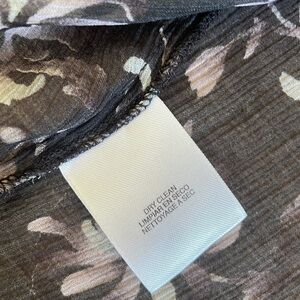 DRY CLEAN
LIMPIAR EN SECO
NETTOYAGE A SEC